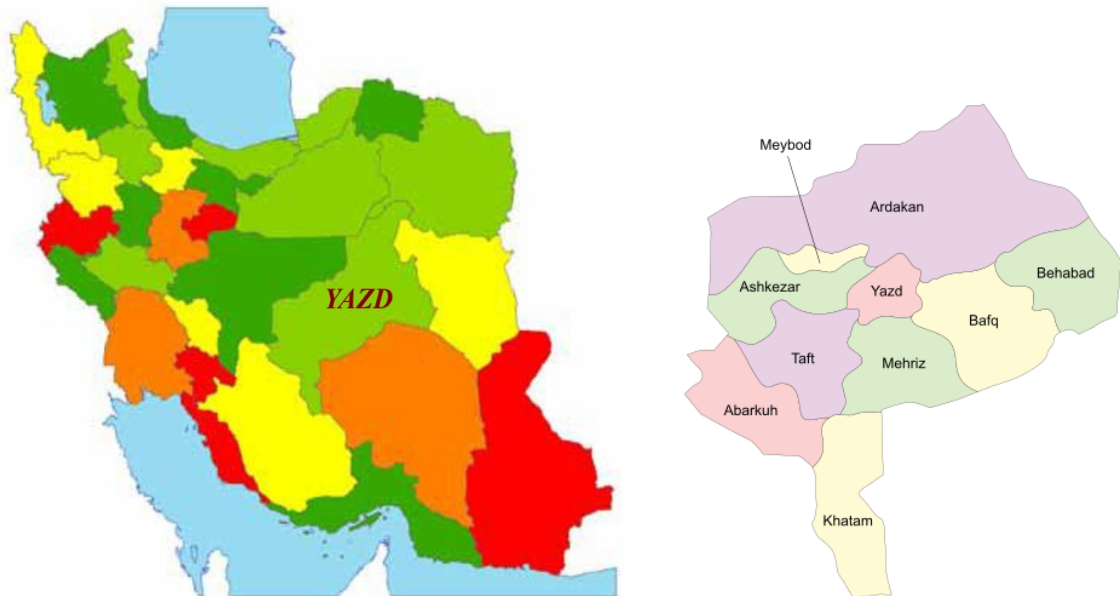 YAZD
Meybod
Ardakan
Ashkezar
Yazd
Behabad
Bafq
Taft
Mehriz
Abarkuh
Khatam